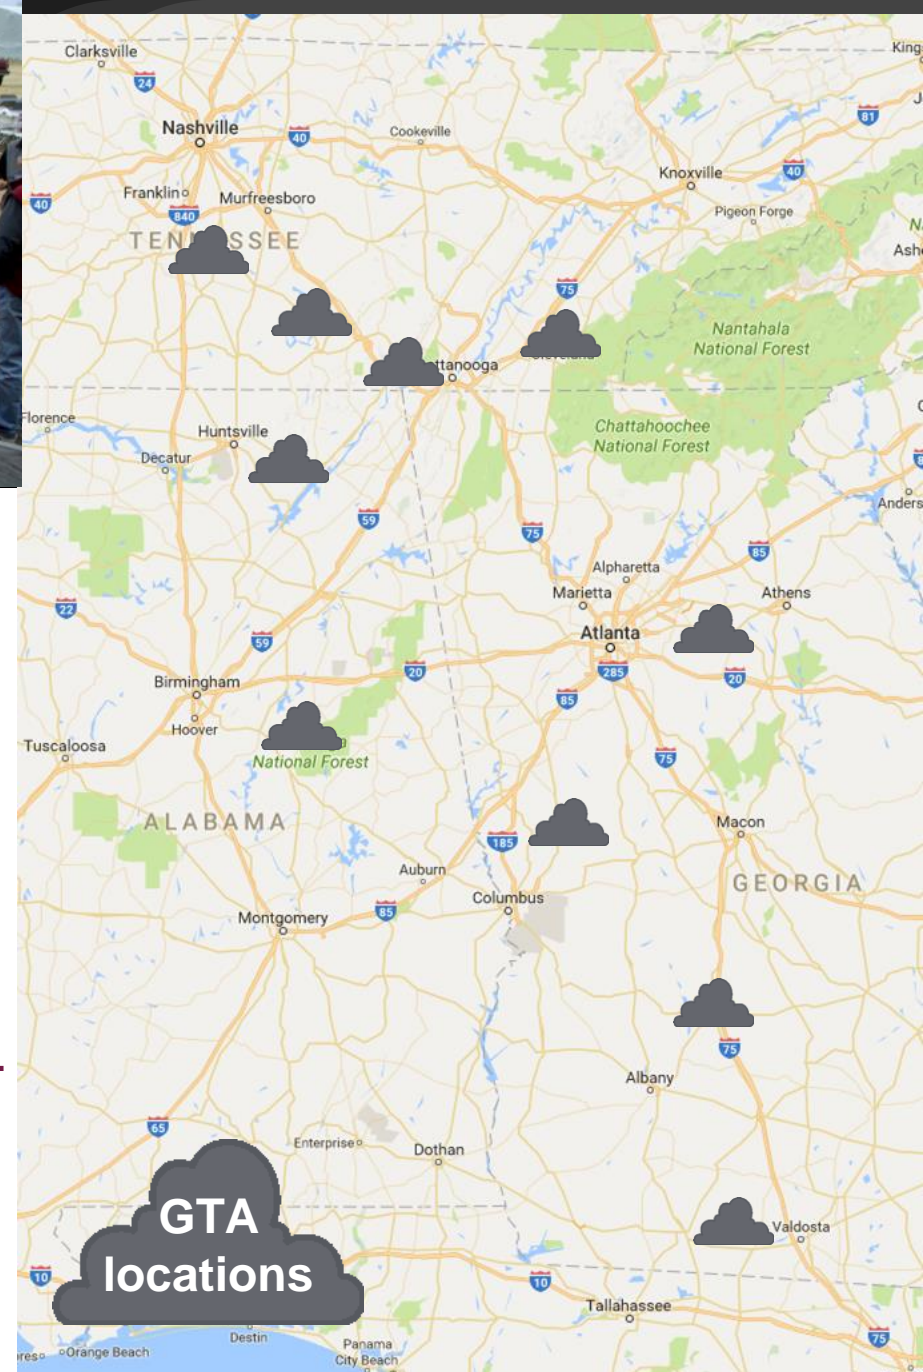 Clarksville
King
24
81
Nashville
40
Cookeville
Knoxville
40
40
Franklin
Murfreesboro
Pigeon Forge
840
TEN SSEE
Ashe
75
Nantahala
National Forest
ttanooga
Florence
Huntsville
Chattahoochee
National Forest
Decatur
Anders
59
75
85
Alpharetta
Marietta
Athens
22
Atlanta
59
20
285
20
Birmingham
85
Hoover
Tuscaloosa
75
National Forest
ALABAMA
Macon
185
Auburn
GEORGIA
Columbus
85
Montgomery
75
Albany
65
Enterprise
Dothan
GTA
locations
Valdosta
10
10
Tallahassee
Destin
75
Orange Beach
Panama
City Beach